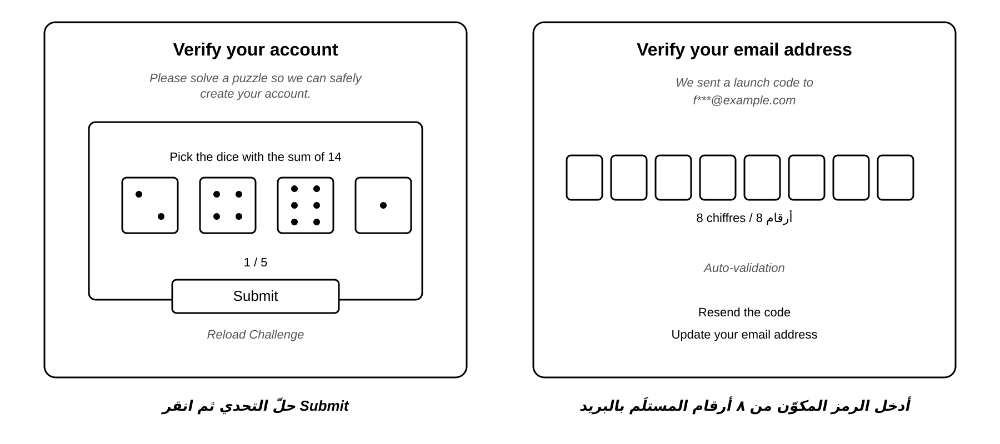 Verify your account
Please solve a puzzle so we can safely
create your account.
Pick the dice with the sum of 14
1 / 5
Submit
Reload Challenge
حلّ التحدي ثم انقر Submit
Verify your email address
We sent a launch code to
f***@example.com
8 chiffres / 8 أرقام
Auto-validation
Resend the code
Update your email address
أدخل الرمز المكوّن من ٨ أرقام المستلَم بالبريد